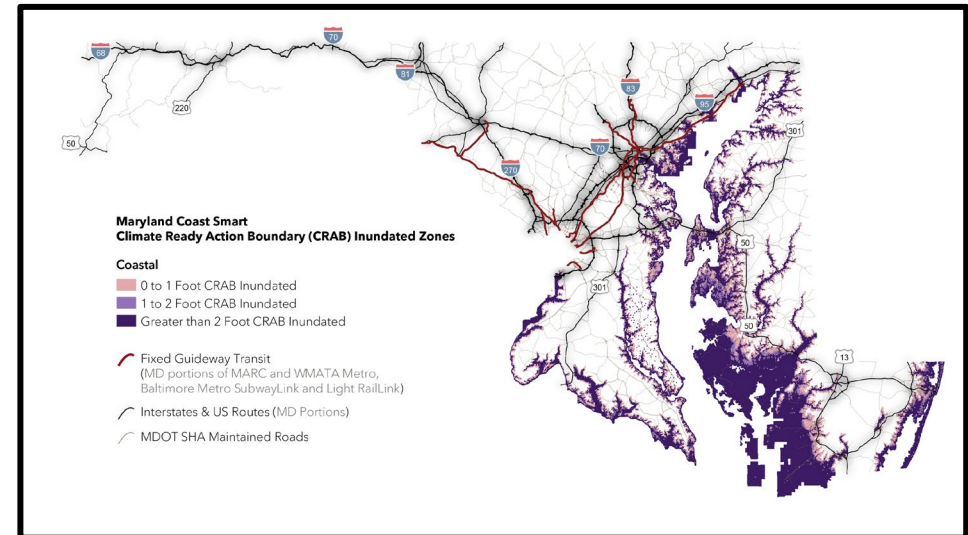 70
68
81
83
220
95
50
301
70
270
Maryland Coast Smart
Climate Ready Action Boundary (CRAB) Inundated Zones
50
Coastal
0 to 1 Foot CRAB Inundated
301
1 to 2 Foot CRAB Inundated
Greater than 2 Foot CRAB Inundated
50
Fixed Guideway Transit
13
(MD portions of MARC and WMATA Metro,
Baltimore Metro SubwayLink and Light RailLink)
Interstates & US Routes (MD Portions)
MDOT SHA Maintained Roads